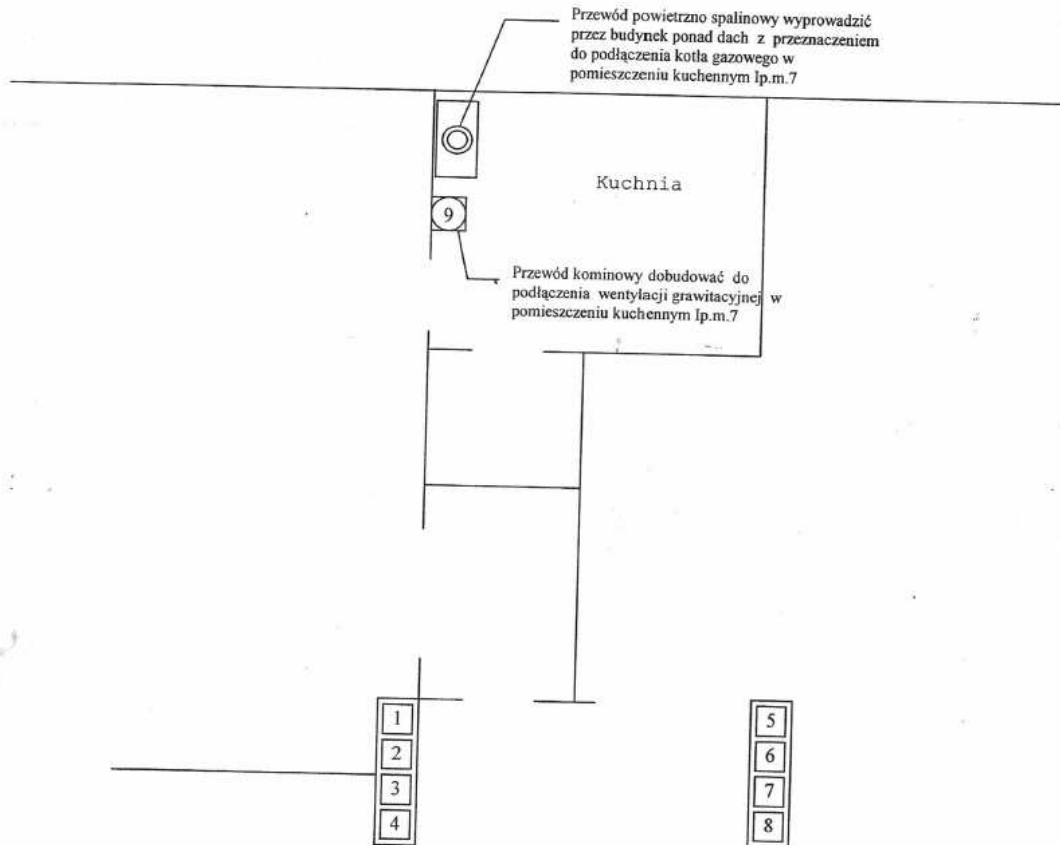 Przewód powietrzno spalinowy wyprowadzić
przez budynek ponad dach z przeznaczeniem
do podłączenia kotła gazowego w
pomieszczeniu kuchennym Ip.m.7
Kuchnia
9
Przewód kominowy dobudować do
podłączenia wentylacji grawitacyjnej w
pomieszczeniu kuchennym Ip.m.7
1
2
3
4
5
6
7
8